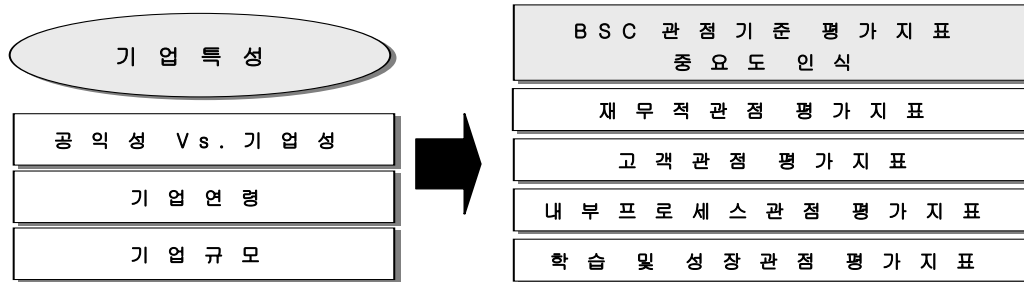 기업특성
공익성 Vs. 기업성
기업연령
기업규모
BSC 관점기준 평가지표
중요도 인식
재무적관점 평가지표
고객관점 평가지표
내부프로세스관점 평가지표
학습 및 성장관점 평가지표